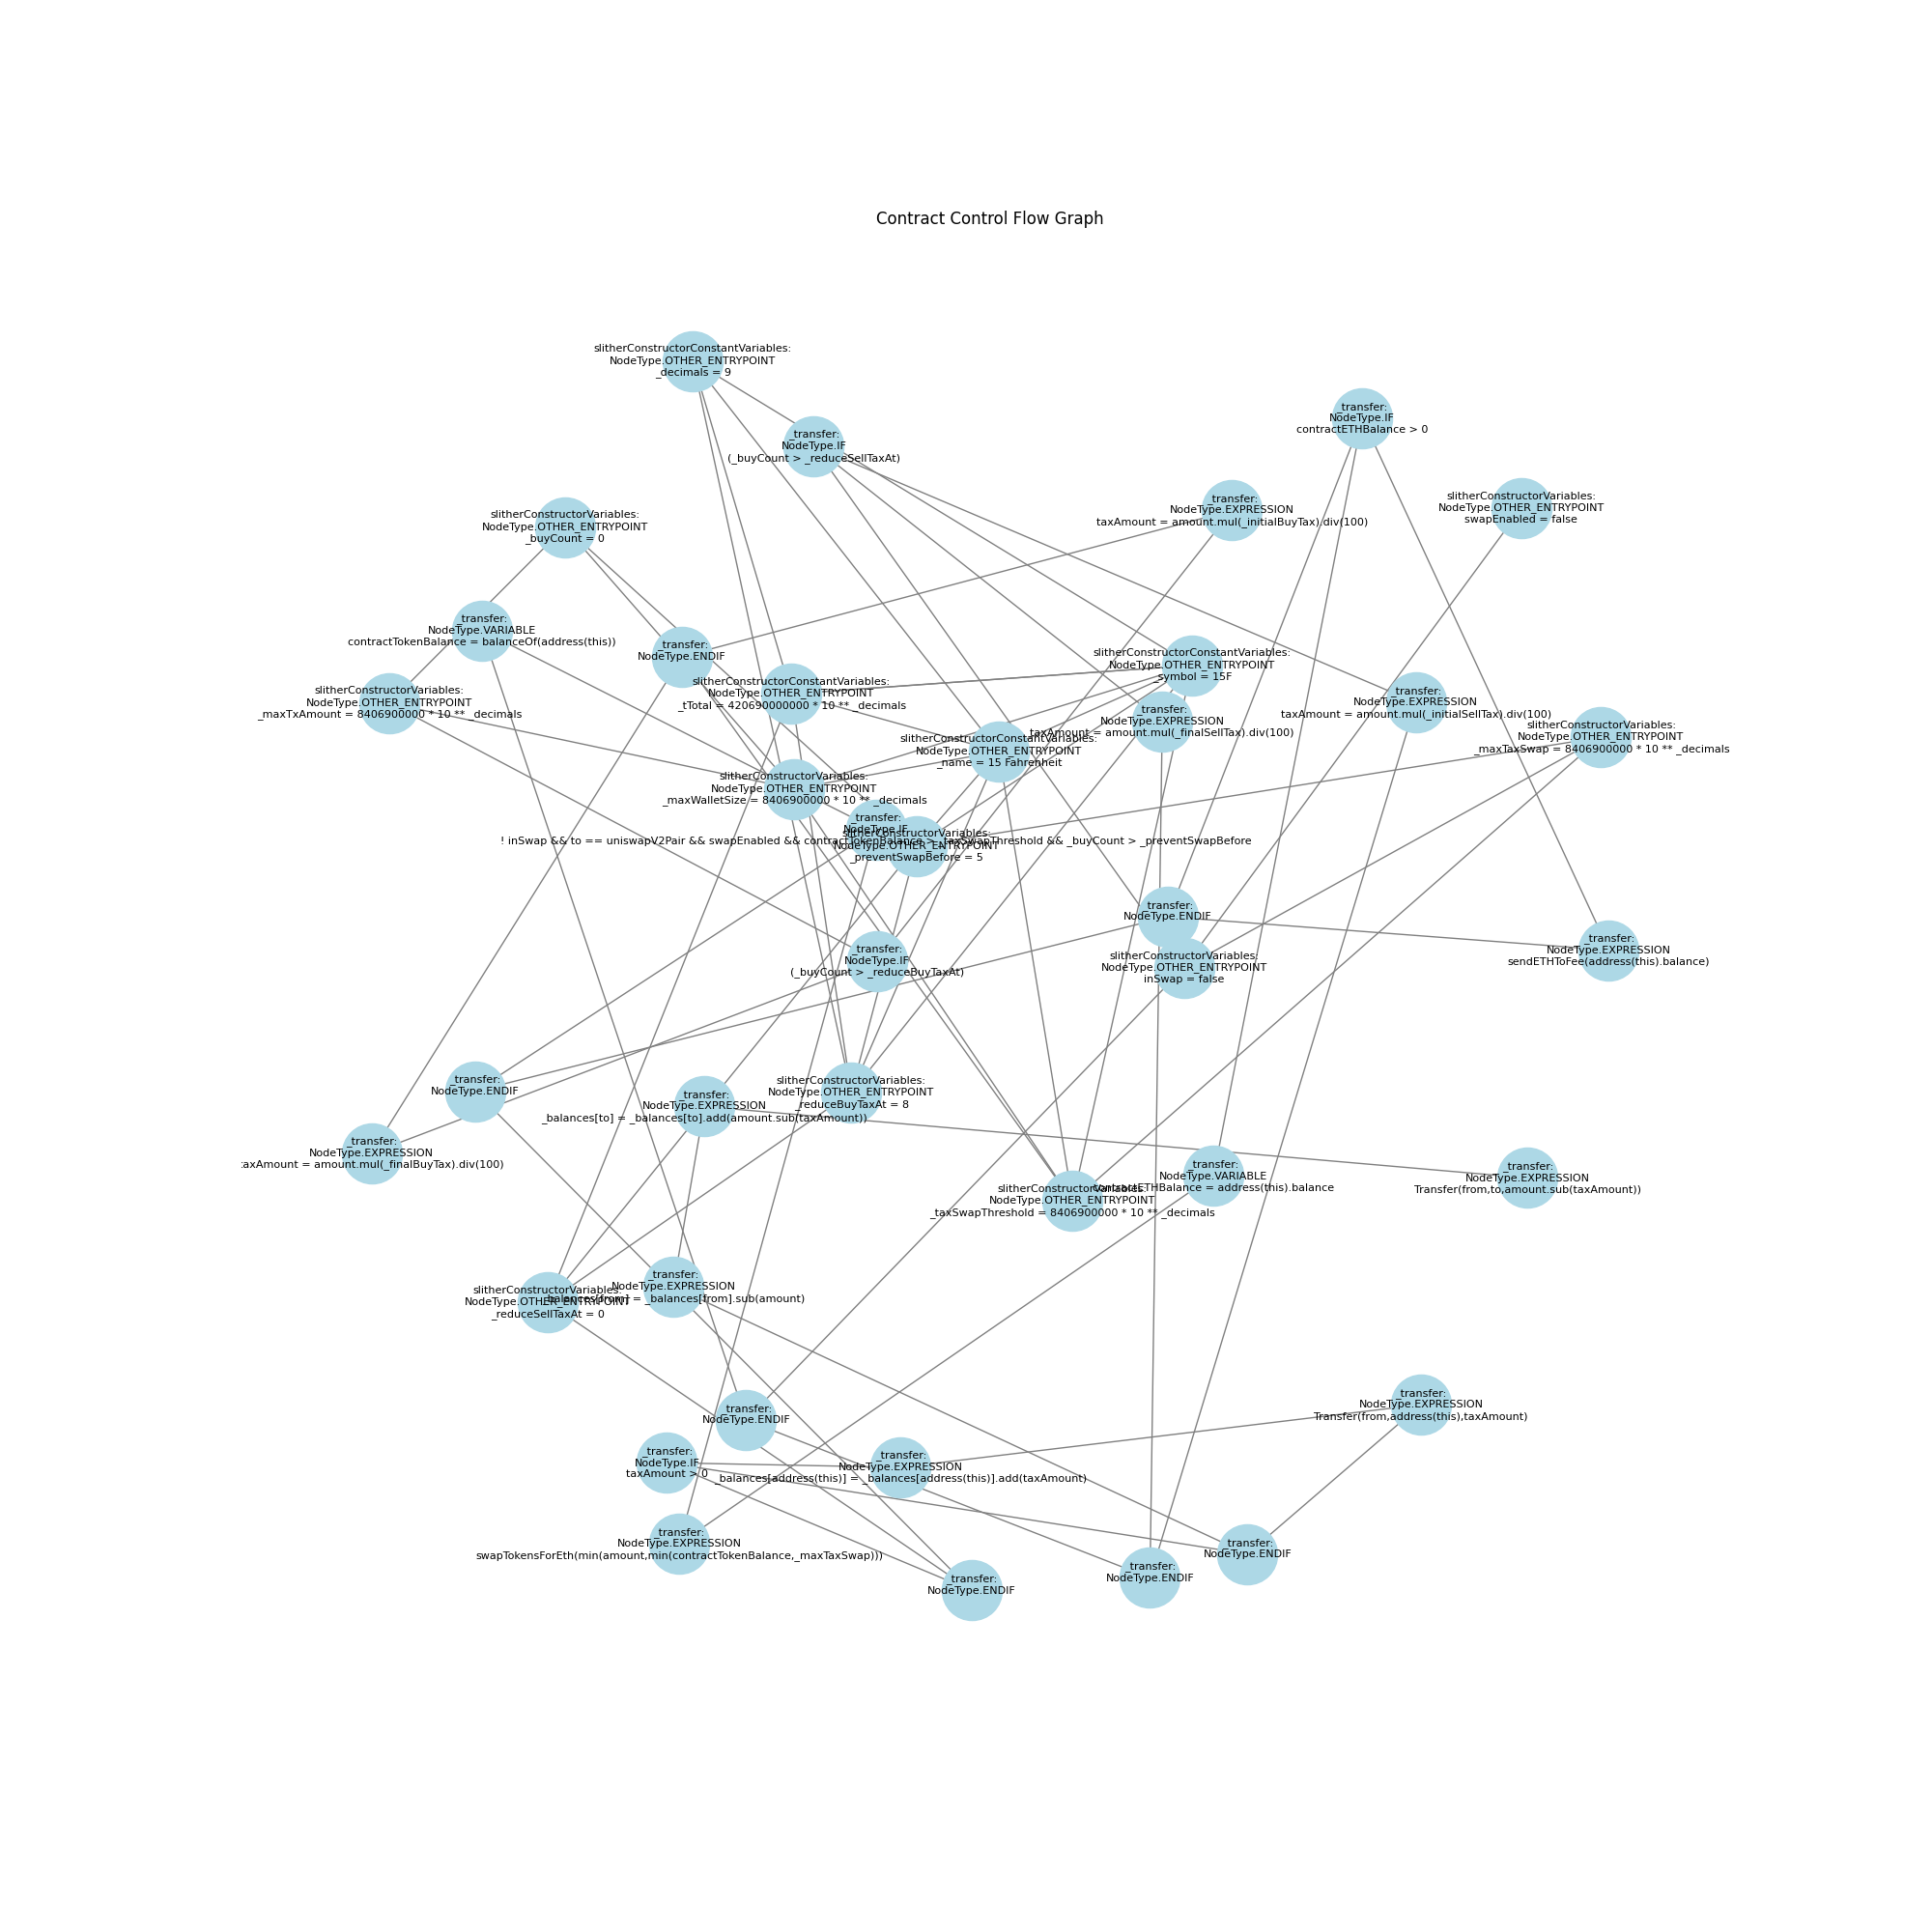 Contract Control Flow Graph
slitherConstructorConstantVariables:
NodeType.OTHER_ENTRYPOINT
_decimals = 9
_transfer:
NodeType.IF
contractETHBalance > 0
_transfer:
NodeType.IF
(_buyCount > _reduceSellTaxAt)
_transfer:
NodeType.EXPRESSION
taxAmount = amount.mul(_initialBuyTax).div(100)
slitherConstructorVariables:
NodeType.OTHER_ENTRYPOINT
swapEnabled = false
slitherConstructorVariables:
NodeType.OTHER_ENTRYPOINT
_buyCount = 0
_transfer:
NodeType.VARIABLE
contractTokenBalance = balanceOf(address(this))
_transfer:
NodeType.ENDIF
slitherConstructorConstantVariables:
NodeType.OTHER_ENTRYPOINT
_symbol = 15F
slitherConstructorConstantVariables:
NodeType.OTHER_ENTRYPOINT
_tTotal = 420690000000 * 10 ** _decimals
slitherConstructorVariables:
NodeType.OTHER_ENTRYPOINT
_maxTxAmount = 8406900000 * 10 ** _decimals
_transfer:
NodeType.EXPRESSION
taxAmount = amount.mul(_initialSellTax).div(100)
_transfer:
NodeType.EXPRESSION
taxAmount = amount.mul(_finalSellTax).div(100)
slitherConstructorVariables:
NodeType.OTHER_ENTRYPOINT
_maxTaxSwap = 8406900000 * 10 ** _decimals
slitherConstructorConstantVariables:
NodeType.OTHER_ENTRYPOINT
_name = 15 Fahrenheit
slitherConstructorVariables:
NodeType.OTHER_ENTRYPOINT
_maxWalletSize = 8406900000 * 10 ** _decimals
_transfer:
NodeType.IF
! inSwap && to == uniswapV2Pair && swapEnabled && contractTokenBalance > _taxSwapThreshold && _buyCount > _preventSwapBefore
slitherConstructorVariables:
NodeType.OTHER_ENTRYPOINT
_preventSwapBefore = 5
_transfer:
NodeType.ENDIF
_transfer:
NodeType.EXPRESSION
sendETHToFee(address(this).balance)
_transfer:
NodeType.IF
(_buyCount > _reduceBuyTaxAt)
slitherConstructorVariables:
NodeType.OTHER_ENTRYPOINT
inSwap = false
_transfer:
NodeType.ENDIF
slitherConstructorVariables:
NodeType.OTHER_ENTRYPOINT
_reduceBuyTaxAt = 8
_transfer:
NodeType.EXPRESSION
_balances[to] = _balances[to].add(amount.sub(taxAmount))
_transfer:
NodeType.EXPRESSION
:axAmount = amount.mul(_finalBuyTax).div(100)
_transfer:
NodeType.VARIABLE
contractETHBalance = address(this).balance
_transfer:
NodeType.EXPRESSION
Transfer(from,to,amount.sub(taxAmount))
slitherConstructorVariables:
NodeType.OTHER_ENTRYPOINT
_taxSwapThreshold = 8406900000 * 10 ** _decimals
_transfer:
NodeType.EXPRESSION
_balances[from] = _balances[from].sub(amount)
slitherConstructorVariables:
NodeType.OTHER_ENTRYPOINT
_reduceSellTaxAt = 0
_transfer:
NodeType.EXPRESSION
Transfer(from,address(this),taxAmount)
_transfer:
NodeType.ENDIF
_transfer:
NodeType.IF
taxAmount > 0
_transfer:
NodeType.EXPRESSION
_balances[address(this)] = _balances[address(this)].add(taxAmount)
_transfer:
NodeType.EXPRESSION
swapTokensForEth(min(amount,min(contractTokenBalance,_maxTaxSwap)))
_transfer:
NodeType.ENDIF
_transfer:
NodeType.ENDIF
_transfer:
NodeType.ENDIF